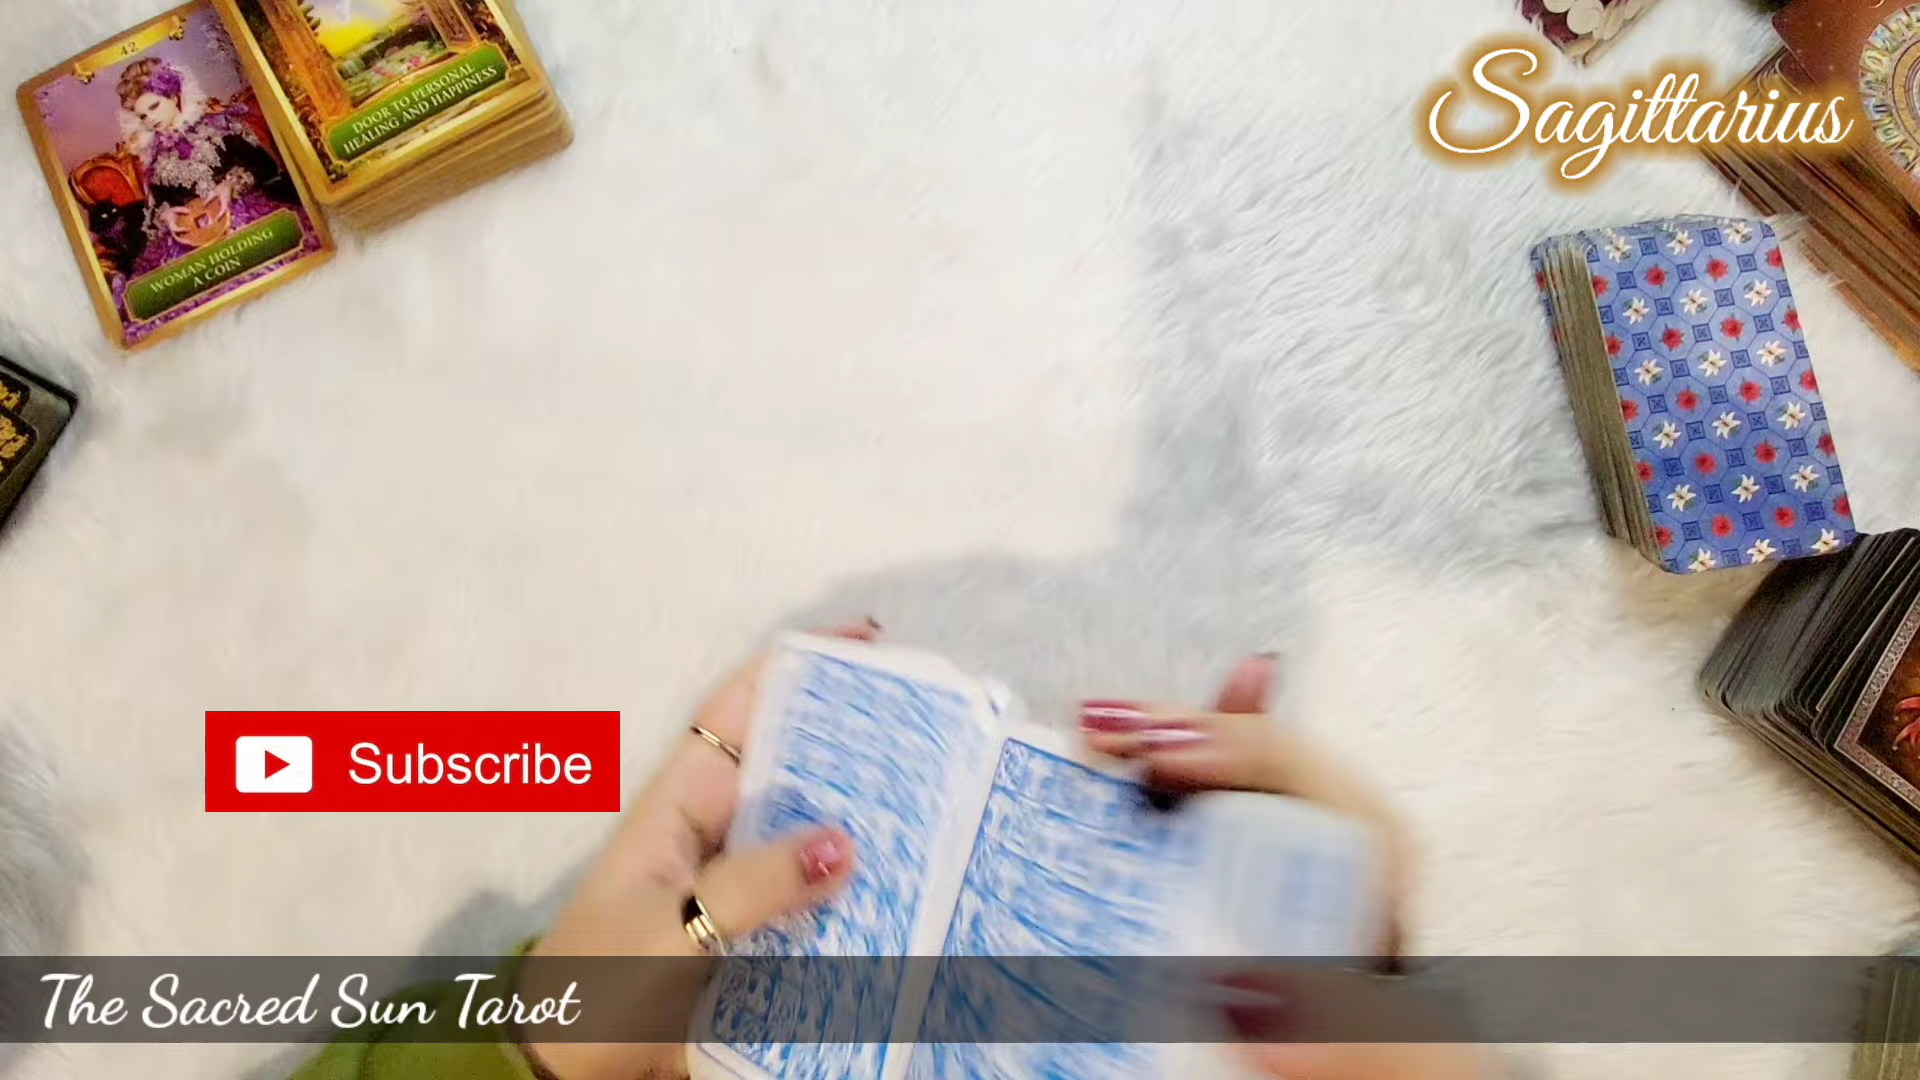 42
WOMAN HOLDING
A COIN
DOOR TO PERSONAL
HEALING AND HAPPINESS
Sagittarius
Subscribe
The Sacred Sun Tarot